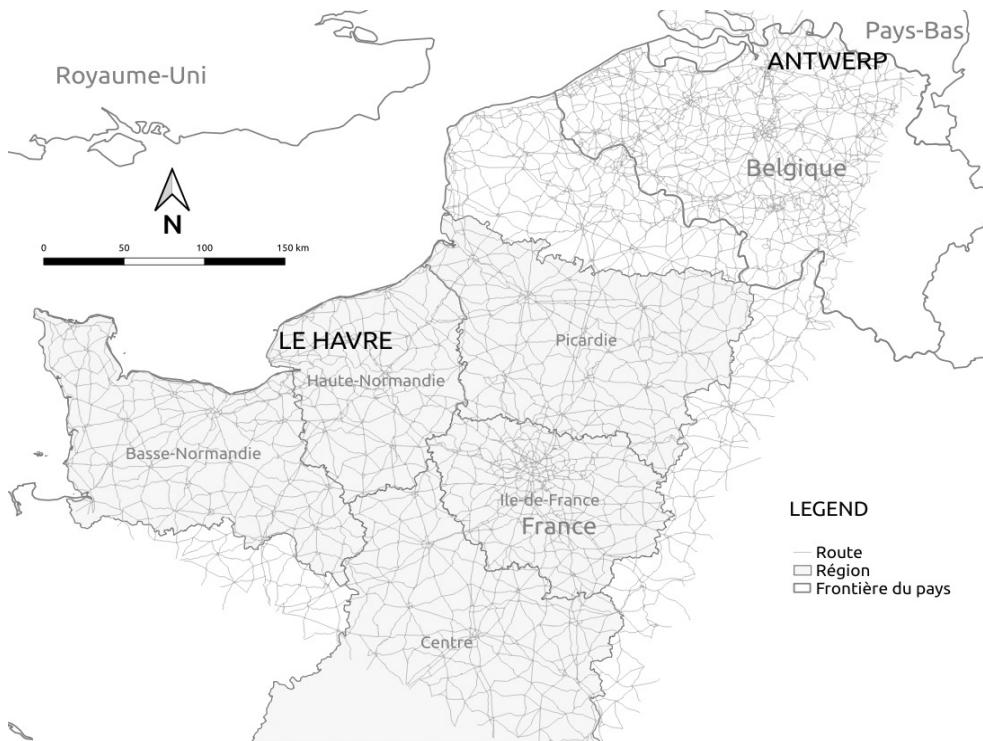 Pays-Bas
ANTWERP
Royaume-Uni
Belgique
N
0 50 100 150 km
LE HAVRE
Picardie
Haute-Normandie
Basse-Normandie
Ile-de-France
France
LEGEND
Route
Région
Frontière du pays
Centre